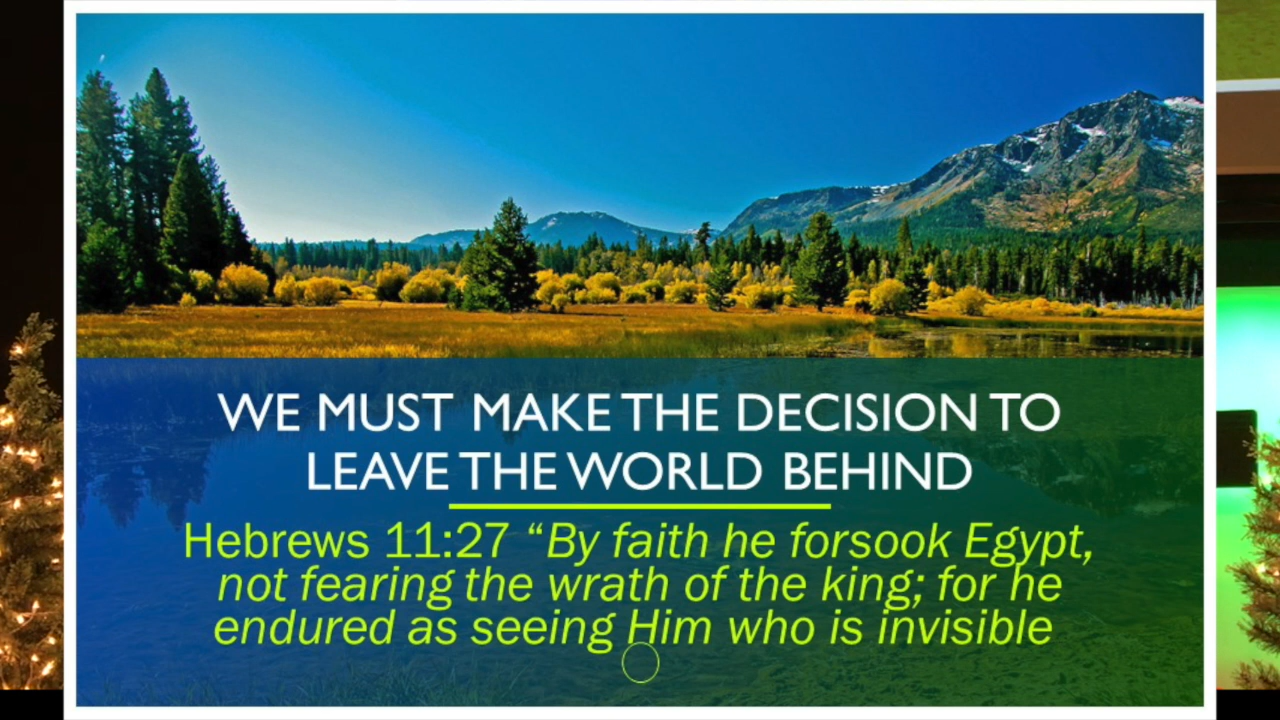 WE MUST MAKE THE DECISION TO
LEAVE THE WORLD BEHIND
Hebrews 11:27 “By faith he forsook Egypt,
not fearing the wrath of the king; for he
endured as seeing Him who is invisible